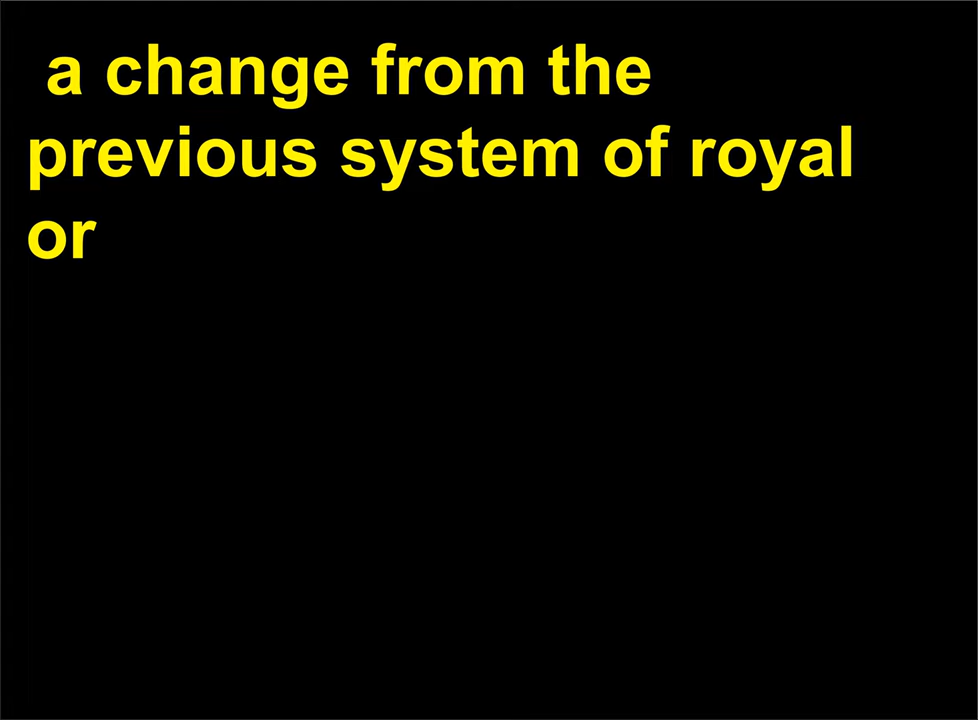 a change from the
previous system of royal
or